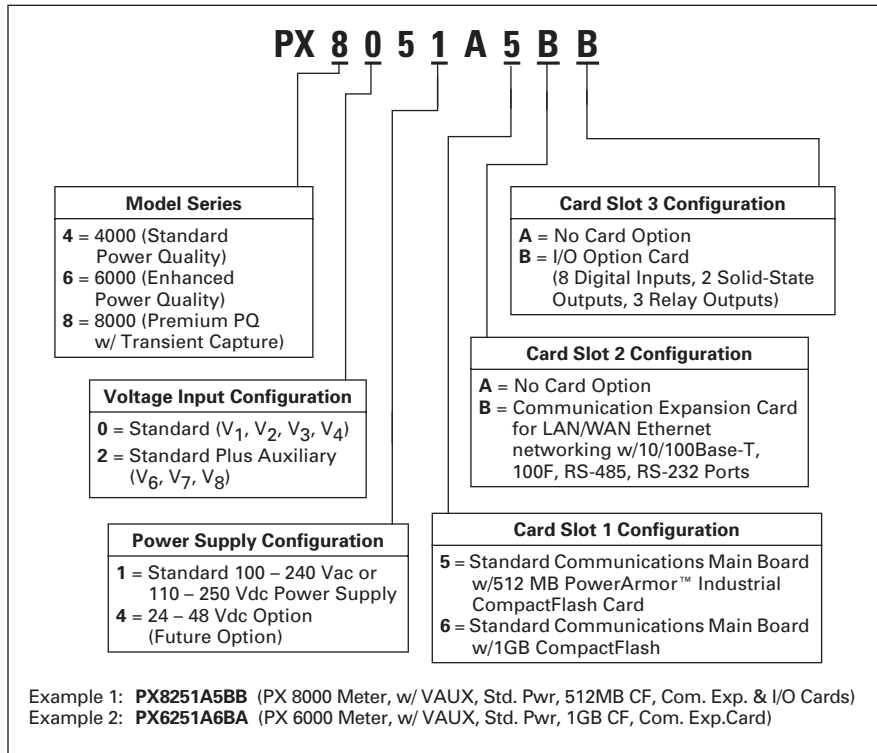 PX 8 0 5 1 A 5 B B
Model Series
4 = 4000 (Standard
Power Quality)
6 = 6000 (Enhanced
Power Quality)
8 = 8000 (Premium PQ
w/ Transient Capture)
Voltage Input Configuration
0 = Standard (V1, V2, V3, V4)
2 = Standard Plus Auxiliary
(V6, V7, V8)
Power Supply Configuration
1 = Standard 100 – 240 Vac or
110 – 250 Vdc Power Supply
4 = 24 – 48 Vdc Option
(Future Option)
Card Slot 3 Configuration
A = No Card Option
B = I/O Option Card
(8 Digital Inputs, 2 Solid-State
Outputs, 3 Relay Outputs)
Card Slot 2 Configuration
A = No Card Option
B = Communication Expansion Card
for LAN/WAN Ethernet
networking w/10/100Base-T,
100F, RS-485, RS-232 Ports
Card Slot 1 Configuration
5 = Standard Communications Main Board
w/512 MB PowerArmor™ Industrial
CompactFlash Card
6 = Standard Communications Main Board
w/1GB CompactFlash
Example 1: PX8251A5BB (PX 8000 Meter, w/ VAUX, Std. Pwr, 512MB CF, Com. Exp. & I/O Cards)
Example 2: PX6251A6BA (PX 6000 Meter, w/ VAUX, Std. Pwr, 1GB CF, Com. Exp.Card)